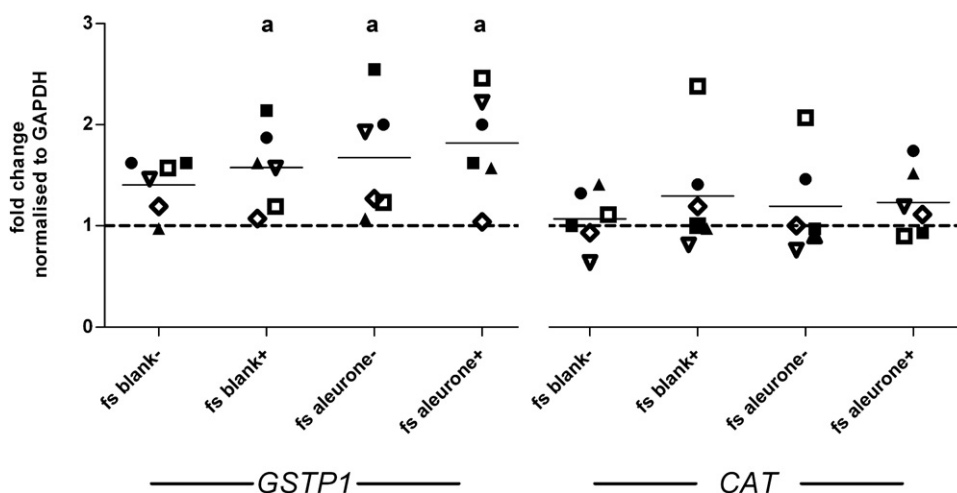 fold change
normalised to GAPDH
3
2
1
0
a a a
fs blank-
fs blank+
fs aleurone-
fs aleurone+
fs blank-
fs blank+
fs aleurone-
fs aleurone+
GSTP1
CAT